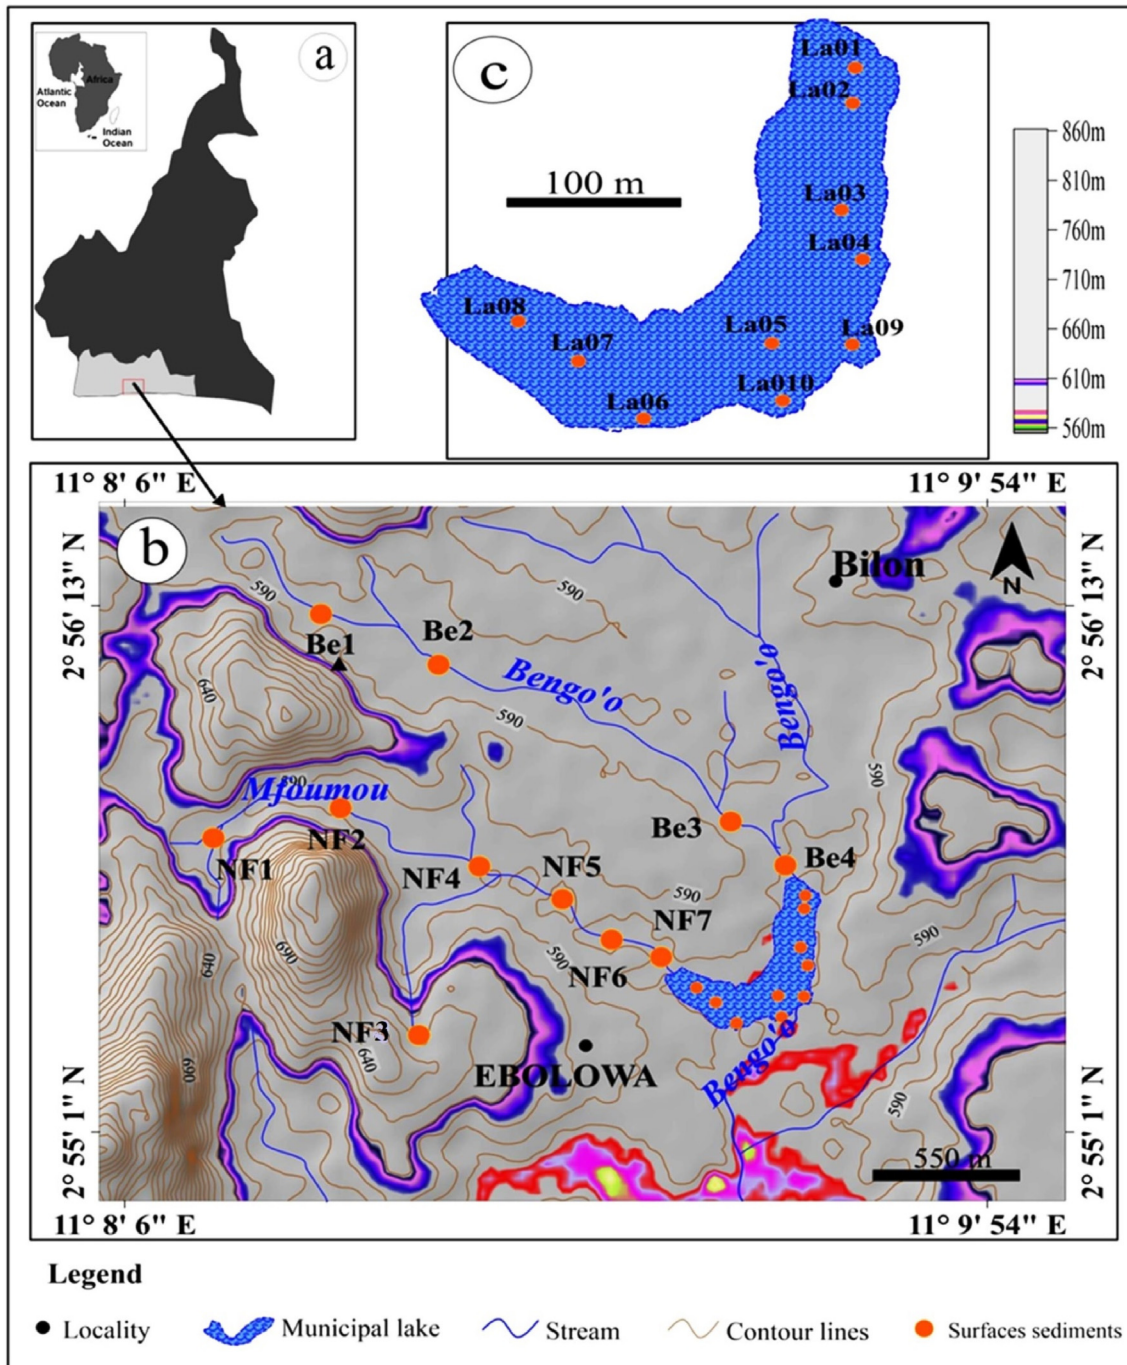 a
Africa
Atlantic
Ocean
Indian
Ocean
c
La01
La02
100 m
La03
La04
La08
La05
La09
La07
La010
La06
860m
810m
760m
710m
660m
610m
560m
11° 8' 6" E
11° 9' 54" E
b
2° 56' 13" N
2° 56' 13" N
Bilon
590
590
Be1
Be2
Bengo'o
Bengo'o
640
590
590
590
Mfoumou
NF2
Be3
NF1
NF4
NF5
Be4
590
NF7
690
590
640
590
NF6
NF3
640
EBOLOWA
Bengo'o
690
590
2° 55' 1" N
2° 55' 1" N
550 m
11° 8' 6" E
11° 9' 54" E
N
Legend
Locality
Municipal lake
Stream
Contour lines
Surfaces sediments